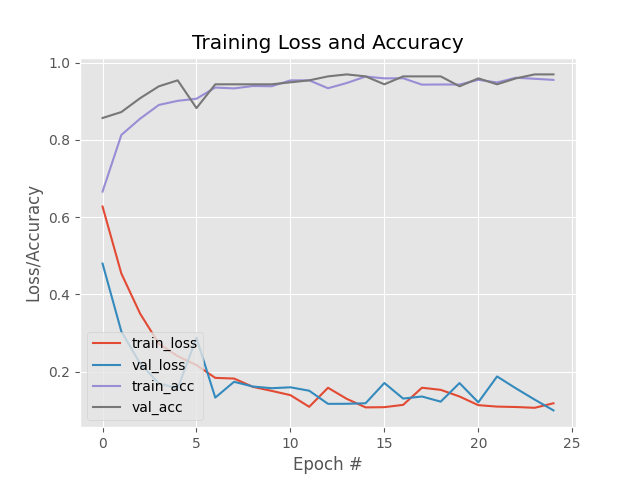 Training Loss and Accuracy
Loss/Accuracy
1.0
0.8
0.6
0.4
0.2
train_loss
val_loss
train_acc
val_acc
0 5 10 15 20 25
Epoch #